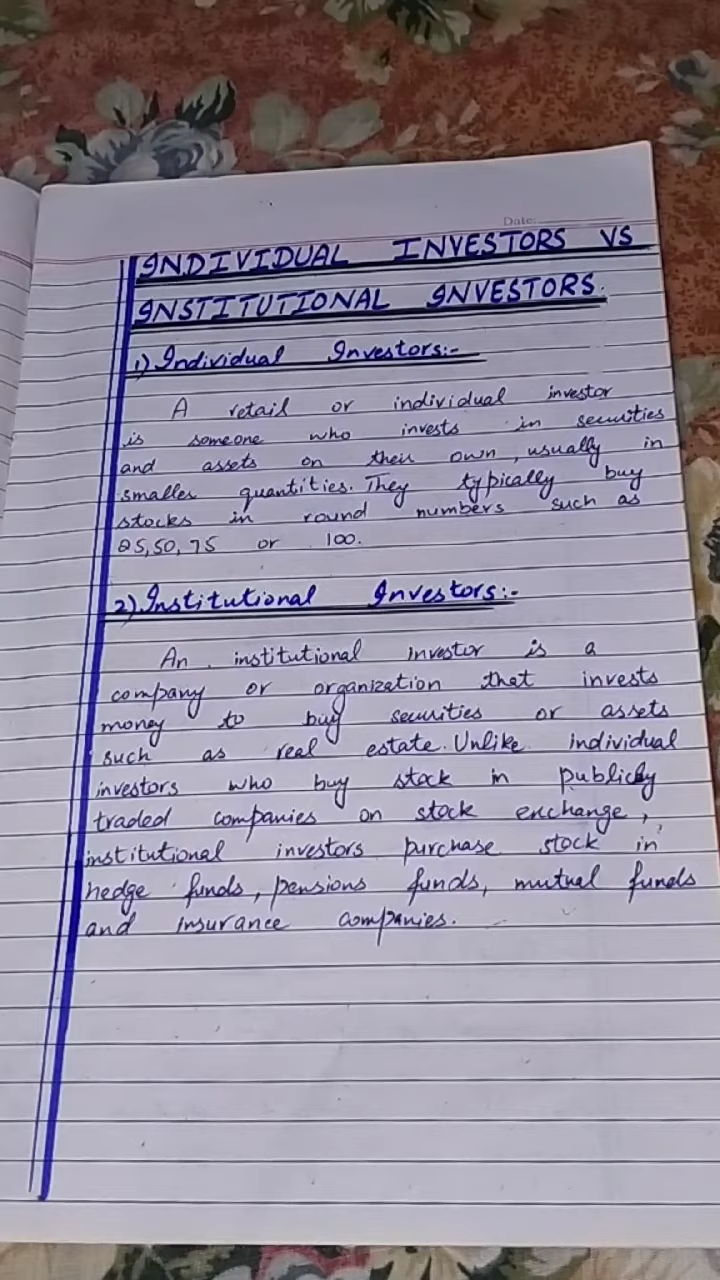 Date:
INDIVIDUAL INVESTORS VS
INSTITUTIONAL INVESTORS.
1) Individual Investors:-
A retail or individual investor
is someone who invests in securities
and assets on their own, usually in
smaller quantities. They typically buy
stocks in round numbers such as
25, 50, 75 or 100.
2) Institutional Investors:-
An institutional investor is a
company or organization that invests
money to buy securities or assets
such as real estate. Unlike individual
investors who buy stock in publicly
traded companies on stock exchange,
institutional investors purchase stock in
hedge funds, pensions funds, mutual funds
and insurance companies.